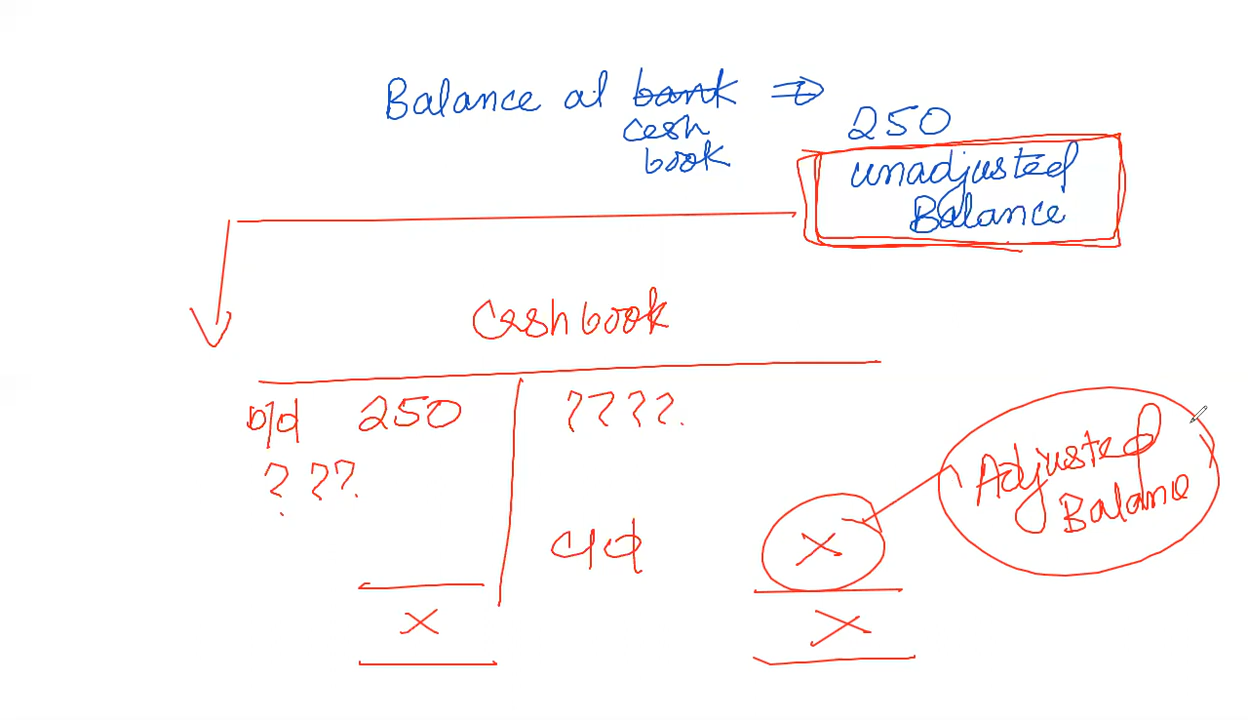 Balance at bank ⇒
cash
book
250
unadjusted
Balance
Cashbook
b/d 250 ????.
? ??.
c/d X
X X
Adjusted
Balance